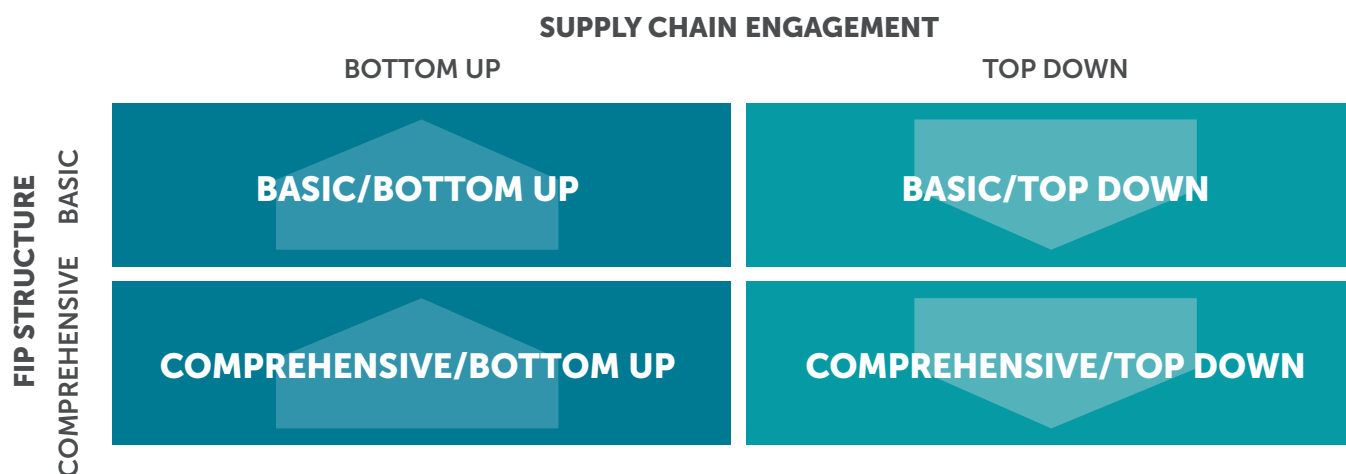 SUPPLY CHAIN ENGAGEMENT
BOTTOM UP
TOP DOWN
FIP STRUCTURE
BASIC
COMPREHENSIVE
BASIC/BOTTOM UP
BASIC/TOP DOWN
COMPREHENSIVE/BOTTOM UP
COMPREHENSIVE/TOP DOWN